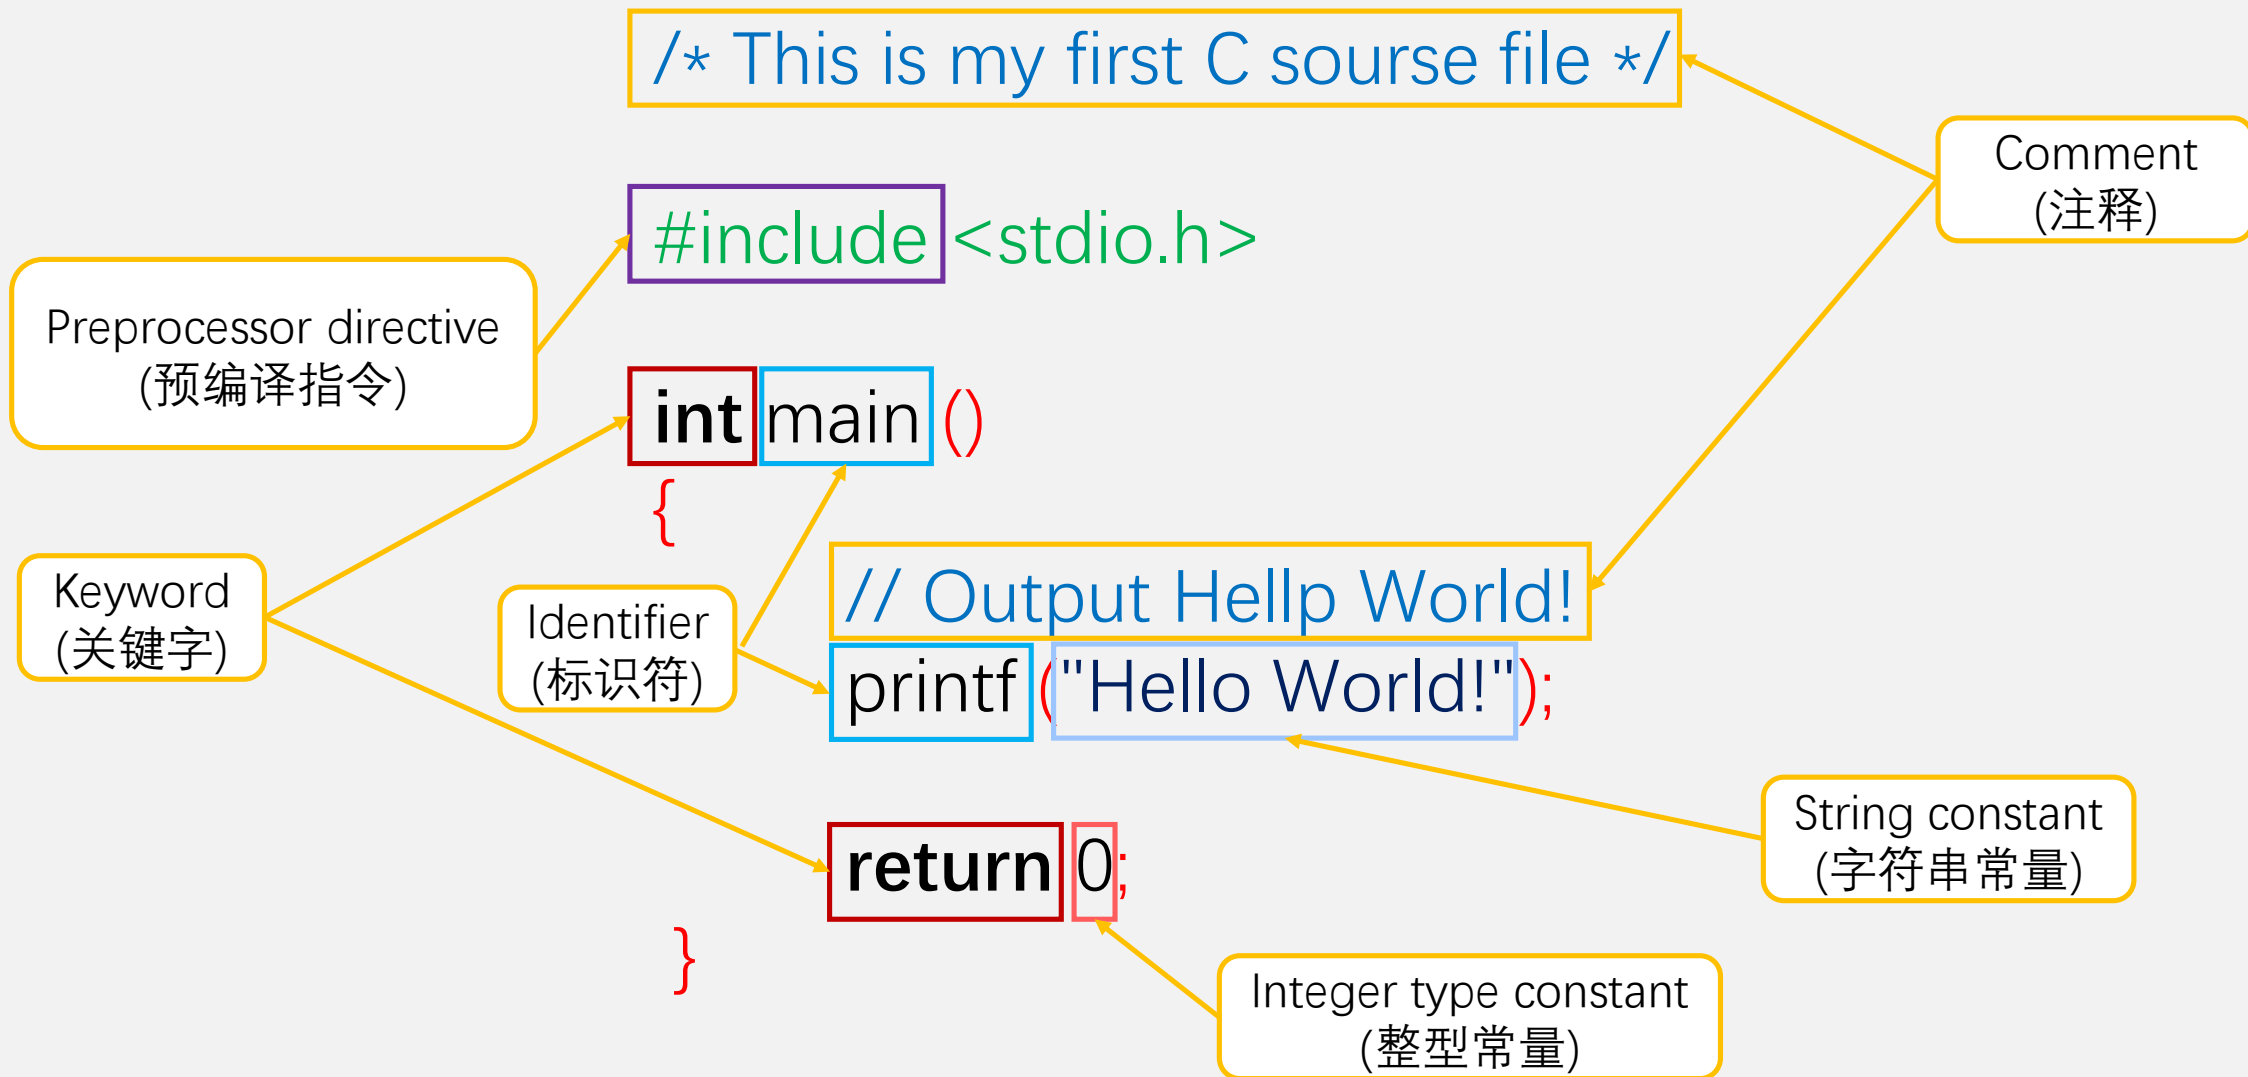 /* This is my first C sourse file */
Comment
(注释)
#include <stdio.h>
Preprocessor directive
(预编译指令)
int main ()
{
Keyword
(关键字)
Identifier
(标识符)
// Output Hellp World!
printf ("Hello World!");
String constant
(字符串常量)
return 0;
}
Integer type constant
(整型常量)